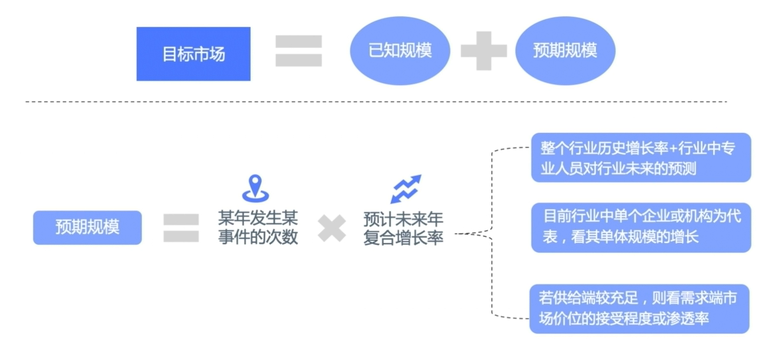 目标市场
已知规模
预期规模
整个行业历史增长率+行业中专
业人员对行业未来的预测
预期规模
某年发生某
事件的次数
预计未来年
复合增长率
目前行业中单个企业或机构为代
表，看其单体规模的增长
若供给端较充足，则看需求端市
场价位的接受程度或渗透率